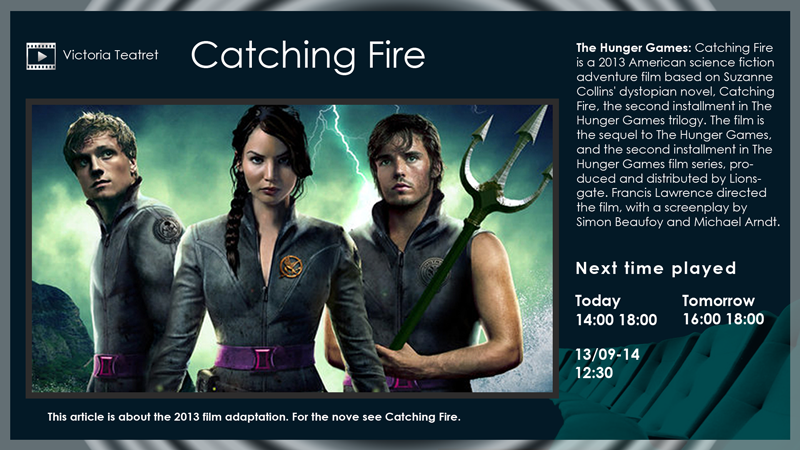 Victoria Teatret
Catching Fire
The Hunger Games: Catching Fire
is a 2013 American science fiction
adventure film based on Suzanne
Collins' dystopian novel, Catching
Fire, the second installment in The
Hunger Games trilogy. The film is
the sequel to The Hunger Games,
and the second installment in The
Hunger Games film series, pro-
duced and distributed by Lions-
gate. Francis Lawrence directed
the film, with a screenplay by
Simon Beaufoy and Michael Arndt.
Next time played
Today
14:00 18:00
Tomorrow
16:00 18:00
13/09-14
12:30
This article is about the 2013 film adaptation. For the nove see Catching Fire.